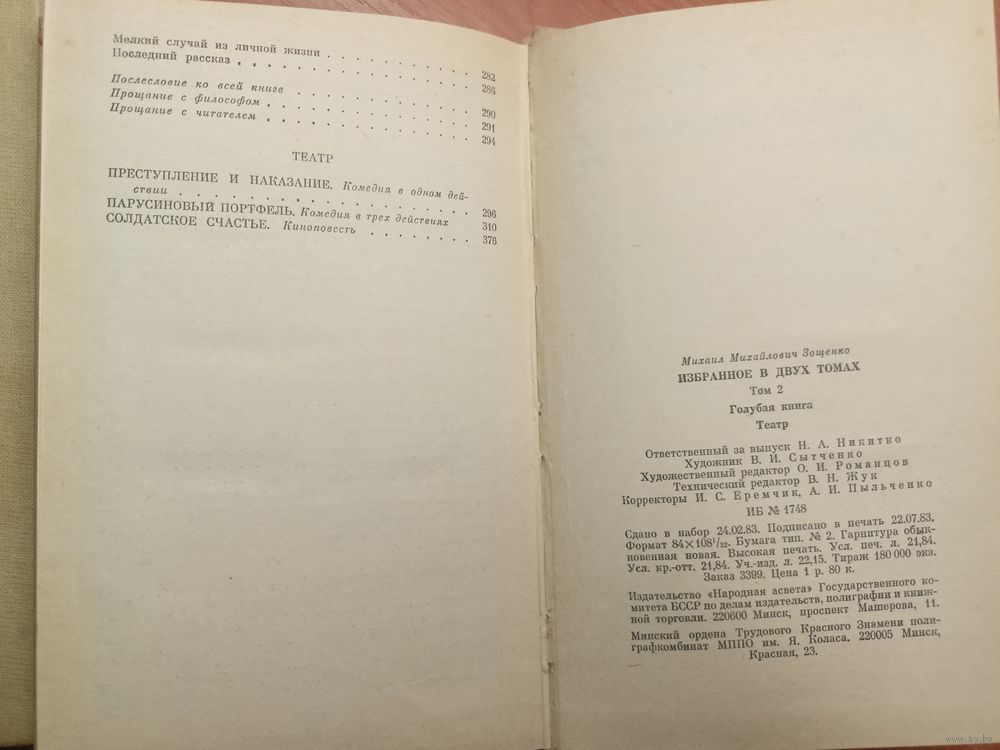 Мелкий случай из личной жизни . . . . . . . . . . 282
Последний рассказ . . . . . . . . . . . . . . . . 286
Послесловие ко всей книге . . . . . . . . . . . . 290
Прощание с философом . . . . . . . . . . . . . . 291
Прощание с читателем . . . . . . . . . . . . . . 294
ТЕАТР
ПРЕСТУПЛЕНИЕ И НАКАЗАНИЕ. Комедия в одном дей-
ствии . . . . . . . . . . . . . . . . . . . 296
ПАРУСИНОВЫЙ ПОРТФЕЛЬ. Комедия в трех действиях 310
СОЛДАТСКОЕ СЧАСТЬЕ. Киноповесть . . . . . . . . 376
Михаил Михайлович Зощенко
ИЗБРАННОЕ В ДВУХ ТОМАХ
Том 2
Голубая книга
Театр
Ответственный за выпуск Н. А. Никитко
Художник В. И. Сытченко
Художественный редактор О. И. Романцов
Технический редактор В. Н. Жук
Корректоры И. С. Еремчик, А. И. Пыльченко
ИБ № 1748
Сдано в набор 24.02.83. Подписано в печать 22.07.83.
Формат 84×108¹/₃₂. Бумага тип. № 2. Гарнитура обык-
новенная новая. Высокая печать. Усл. печ. л. 21,84.
Усл. кр.-отт. 21,84. Уч.-изд. л. 22,15. Тираж 180 000 экз.
Заказ 3399. Цена 1 р. 80 к.
Издательство «Народная асвета» Государственного ко-
митета БССР по делам издательств, полиграфии и книж-
ной торговли. 220600 Минск, проспект Машерова, 11.
Минский ордена Трудового Красного Знамени поли-
графкомбинат МППО им. Я. Коласа. 220005 Минск,
Красная, 23.
www.ay.by